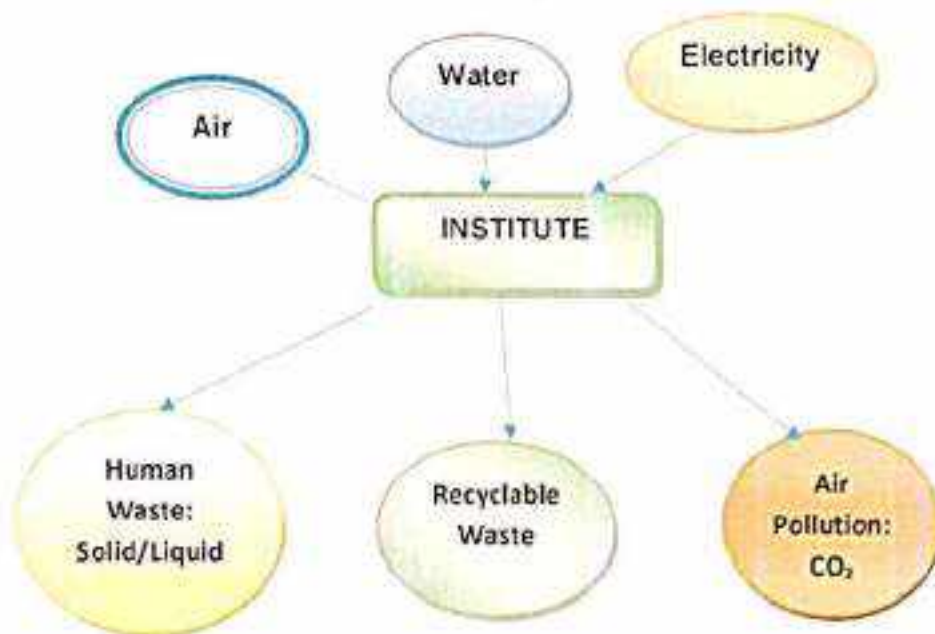 Air
Water
Electricity
INSTITUTE
Human
Waste:
Solid/Liquid
Recyclable
Waste
Air
Pollution:
CO₂